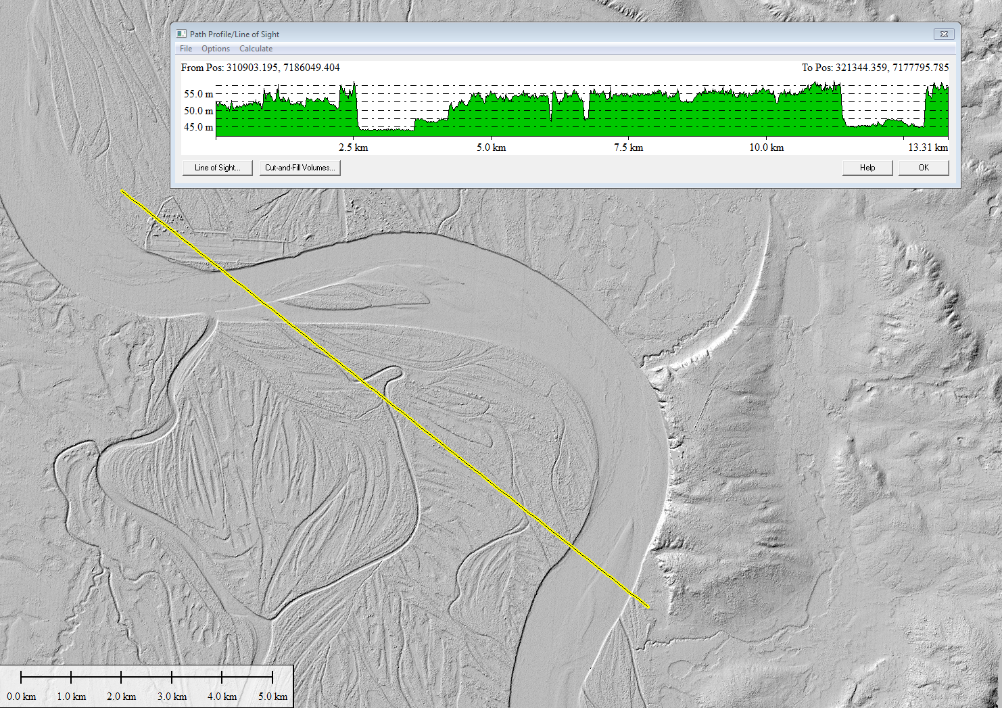 Path Profile/Line of Sight
File Options Calculate
From Pos: 310903.195, 7186049.404 To Pos: 321344.359, 7177795.785
55.0 m
50.0 m
45.0 m
2.5 km 5.0 km 7.5 km 10.0 km 13.31 km
Line of Sight... Cut-and-Fill Volumes... Help OK
0.0 km 1.0 km 2.0 km 3.0 km 4.0 km 5.0 km